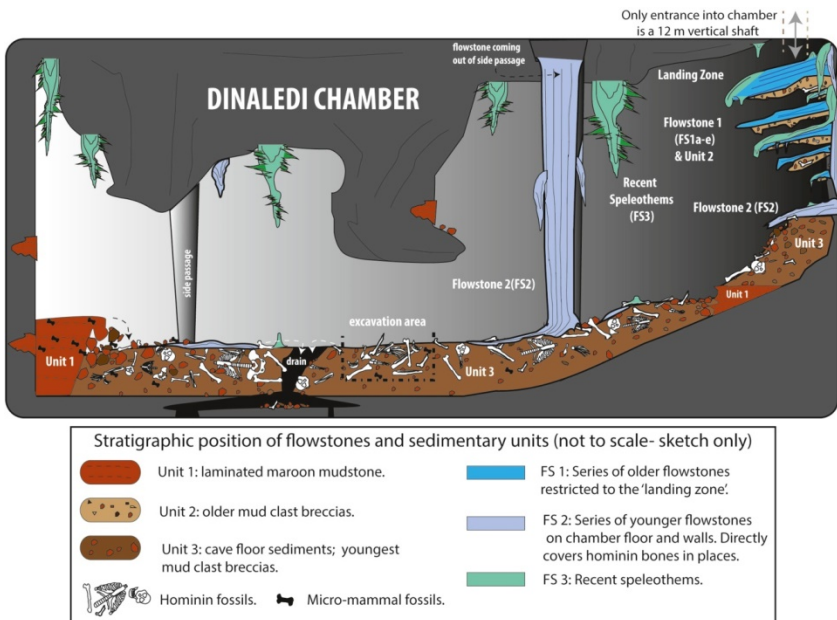 Only entrance into chamber
is a 12 m vertical shaft
flowstone coming
out of side passage
Landing Zone
DINALEDI CHAMBER
Flowstone 1
(FS1a-e)
& Unit 2
Recent
Speleothems
(FS3)
Flowstone 2 (FS2)
Unit 3
side passage
Flowstone 2(FS2)
Unit 1
excavation area
Unit 1
drain
Unit 3
Stratigraphic position of flowstones and sedimentary units (not to scale- sketch only)
Unit 1: laminated maroon mudstone.
Unit 2: older mud clast breccias.
Unit 3: cave floor sediments; youngest
mud clast breccias.
Hominin fossils.
Micro-mammal fossils.
FS 1: Series of older flowstones
restricted to the ‘landing zone’.
FS 2: Series of younger flowstones
on chamber floor and walls. Directly
covers hominin bones in places.
FS 3: Recent speleothems.